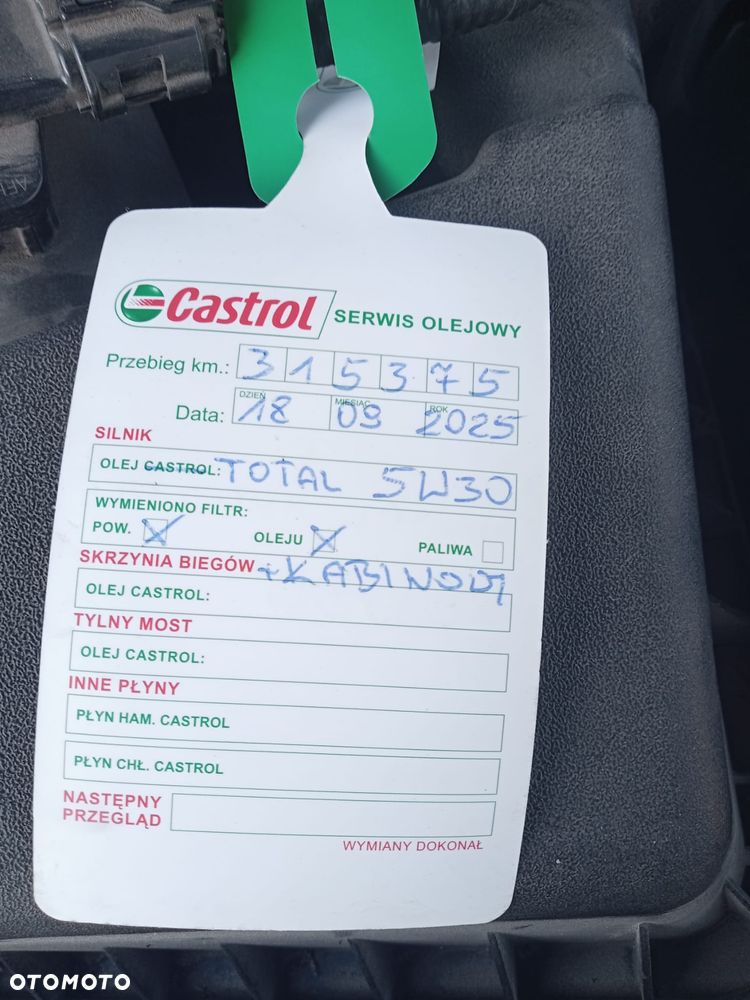 Castrol SERWIS OLEJOWY
Przebieg km.: 315375
DZIEŃ MIESIĄC ROK
Data: 18 09 2025
SILNIK
OLEJ CASTROL: TOTAL 5W30
WYMIENIONO FILTR:
POW. X OLEJU X PALIWA
SKRZYNIA BIEGÓW +KABINOWY
OLEJ CASTROL:
TYLNY MOST
OLEJ CASTROL:
INNE PŁYNY
PŁYN HAM. CASTROL
PŁYN CHŁ. CASTROL
NASTĘPNY
PRZEGLĄD
WYMIANY DOKONAŁ
OTOMOTO